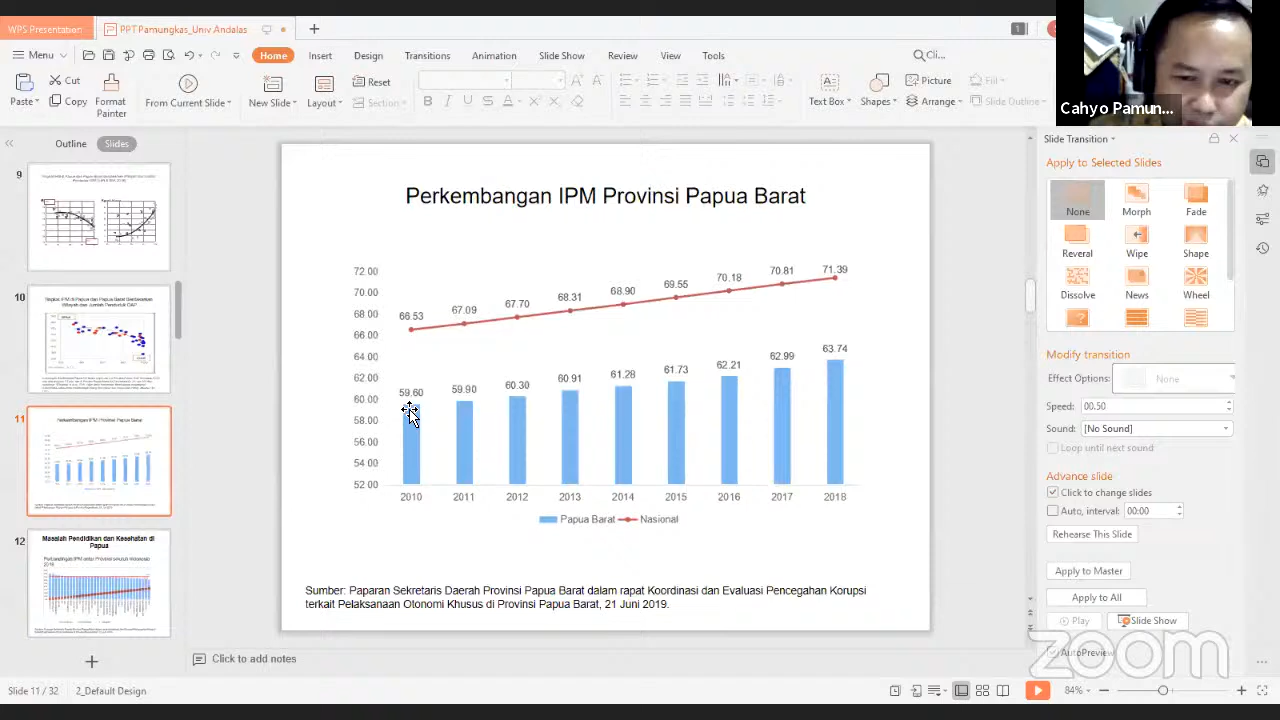 WPS Presentation
PPT Pamungkas_Univ Andalas
1
Menu
Home
Insert
Design
Transitions
Animation
Slide Show
Review
View
Tools
Cli...
Paste
Cut
Copy
Format
Painter
From Current Slide
New Slide
Layout
Reset
B I U S A
Text Box
Shapes
Picture
Arrange
Fill
Slide Outline
Cahyo Pamun...
Outline
Slides
9
10
11
12
Masalah Pendidikan dan Kesehatan di
Papua
Perkembangan IPM Provinsi Papua Barat
72.00
70.00
68.00
66.00
64.00
62.00
60.00
58.00
56.00
54.00
52.00
66.53
67.09
67.70
68.31
68.90
69.55
70.18
70.81
71.39
59.60
59.90
60.30
60.91
61.28
61.73
62.21
62.99
63.74
2010 2011 2012 2013 2014 2015 2016 2017 2018
Papua Barat Nasional
Sumber: Paparan Sekretaris Daerah Provinsi Papua Barat dalam rapat Koordinasi dan Evaluasi Pencegahan Korupsi
terkait Pelaksanaan Otonomi Khusus di Provinsi Papua Barat, 21 Juni 2019.
Slide Transition
Apply to Selected Slides
None
Morph
Fade
Reveral
Wipe
Shape
Dissolve
News
Wheel
Modify transition
Effect Options: None
Speed: 00.50
Sound: [No Sound]
Loop until next sound
Advance slide
Click to change slides
Auto, interval: 00:00
Rehearse This Slide
Apply to Master
Apply to All
Play
Slide Show
AutoPreview
zoom
Click to add notes
Slide 11 / 32
2_Default Design
84%